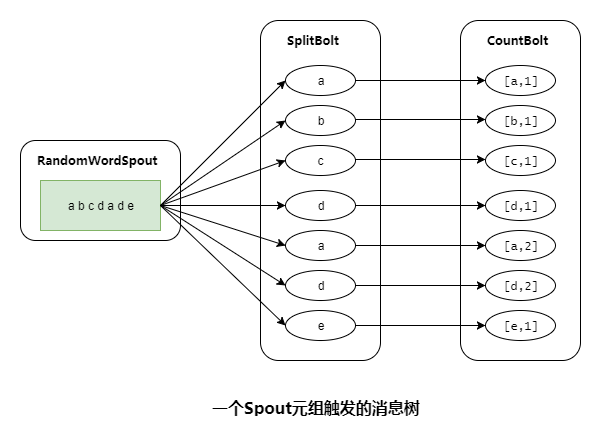 RandomWordSpout
a b c d a d e
SplitBolt
a
b
c
d
a
d
e
CountBolt
[a,1]
[b,1]
[c,1]
[d,1]
[a,2]
[d,2]
[e,1]
一个Spout元组触发的消息树